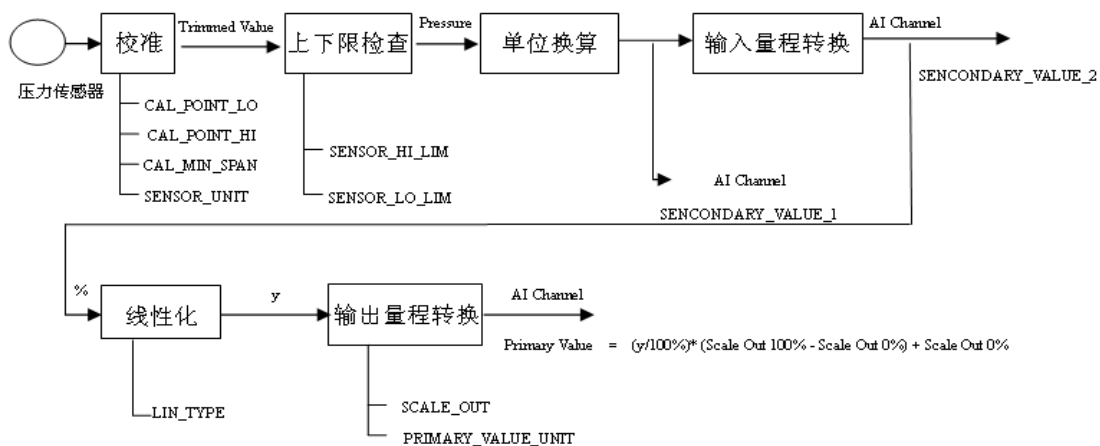 校准
Trimmed Value
上下限检查
Pressure
单位换算
输入量程转换
AI Channel
SENCONDARY_VALUE_2
压力传感器
CAL_POINT_LO
CAL_POINT_HI
CAL_MIN_SPAN
SENSOR_UNIT
SENSOR_HI_LIM
SENSOR_LO_LIM
AI Channel
SENCONDARY_VALUE_1
%
线性化
y
输出量程转换
AI Channel
Primary Value = (y/100%)* (Scale Out 100% - Scale Out 0%) + Scale Out 0%
LIN_TYPE
SCALE_OUT
PRIMARY_VALUE_UNIT